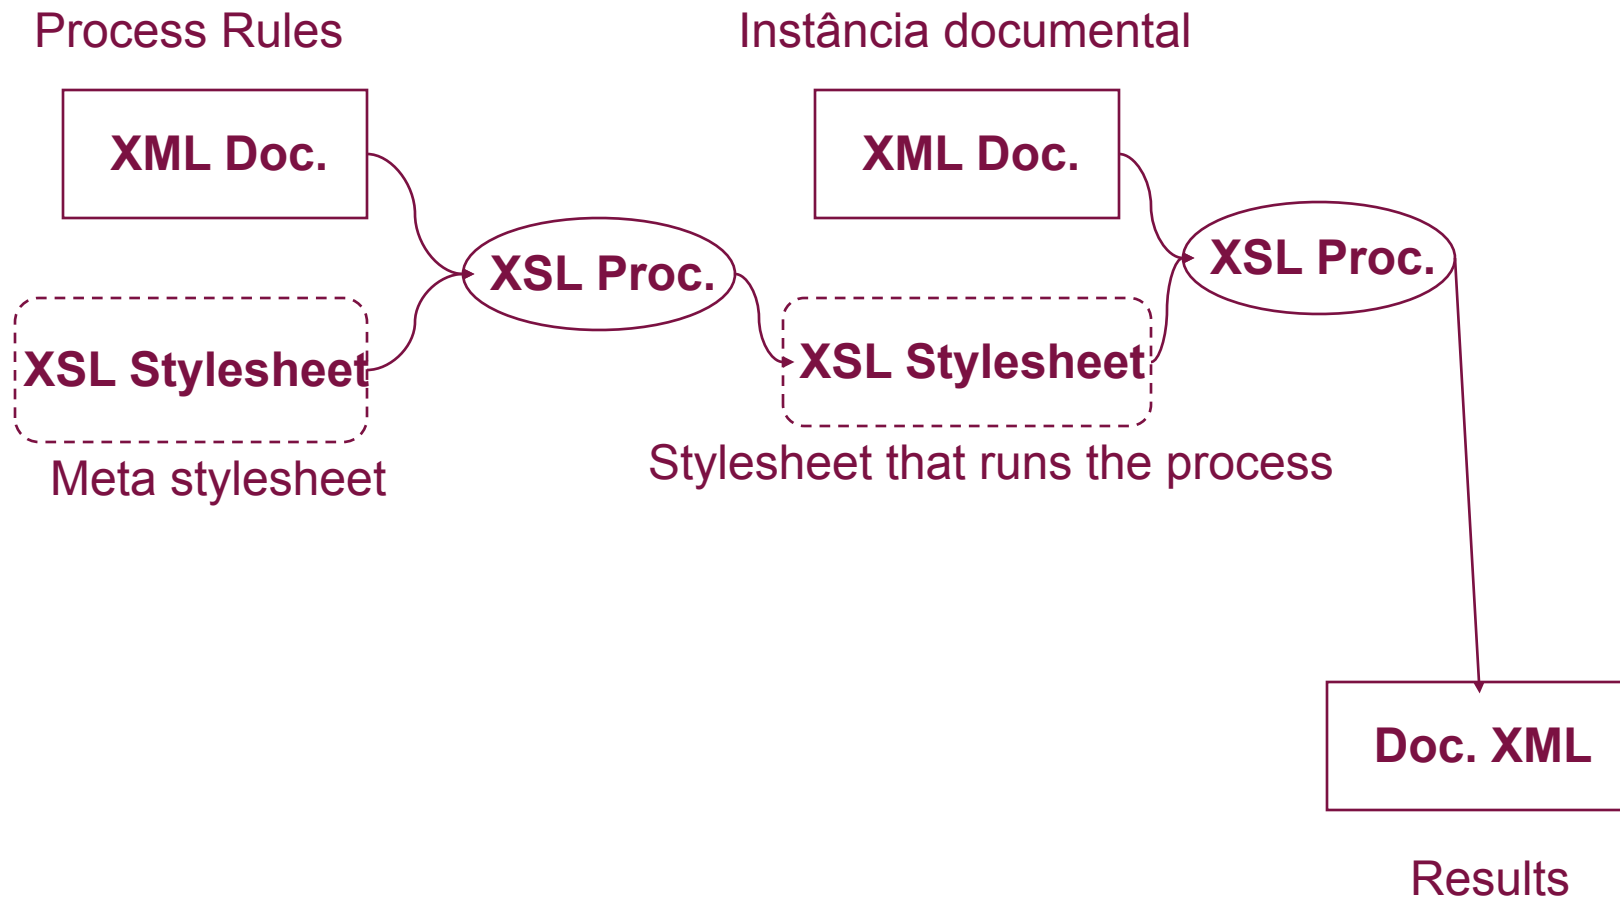 Process Rules
Instância documental
XML Doc.
XML Doc.
XSL Proc.
XSL Proc.
XSL Stylesheet
XSL Stylesheet
Meta stylesheet
Stylesheet that runs the process
Doc. XML
Results